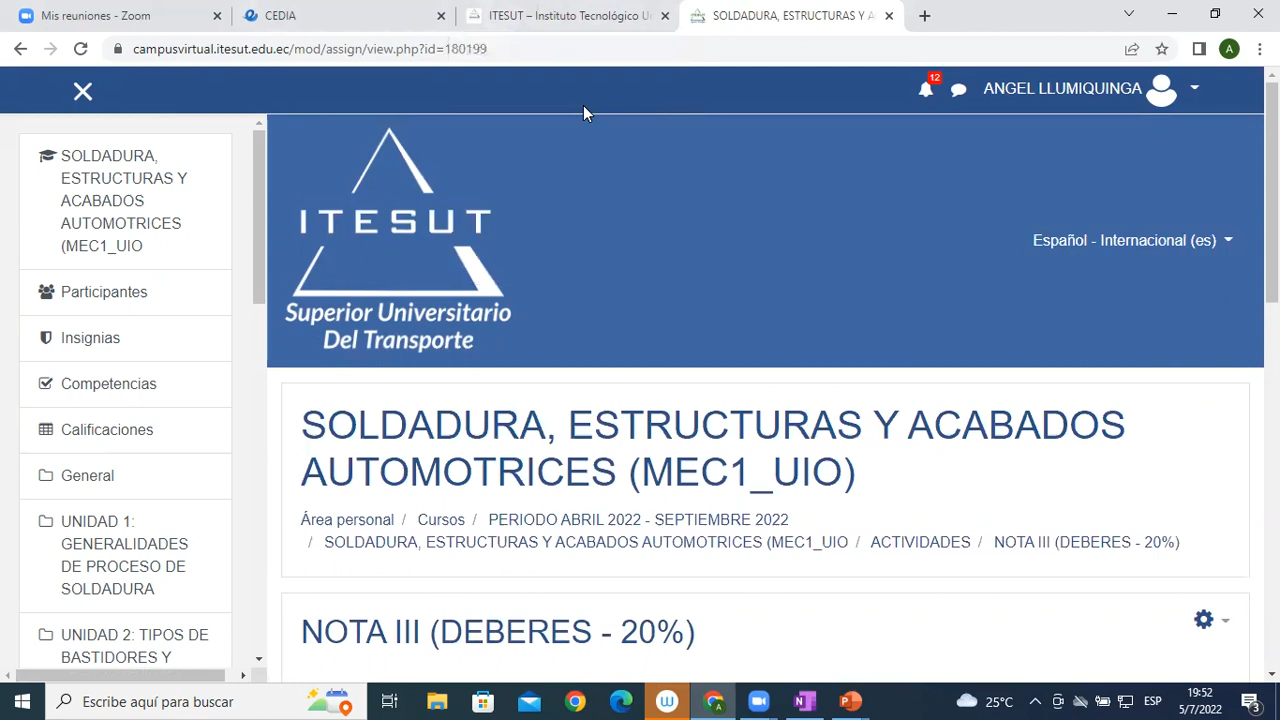 Mis reuniones - Zoom
CEDIA
ITESUT – Instituto Tecnológico U
SOLDADURA, ESTRUCTURAS Y A
campusvirtual.itesut.edu.ec/mod/assign/view.php?id=180199
A
12
ANGEL LLUMIQUINGA
SOLDADURA,
ESTRUCTURAS Y
ACABADOS
AUTOMOTRICES
(MEC1_UIO
Participantes
Insignias
Competencias
Calificaciones
General
UNIDAD 1:
GENERALIDADES
DE PROCESO DE
SOLDADURA
UNIDAD 2: TIPOS DE
BASTIDORES Y
ITESUT
Superior Universitario
Del Transporte
Español - Internacional (es)
SOLDADURA, ESTRUCTURAS Y ACABADOS
AUTOMOTRICES (MEC1_UIO)
Área personal / Cursos / PERIODO ABRIL 2022 - SEPTIEMBRE 2022
/ SOLDADURA, ESTRUCTURAS Y ACABADOS AUTOMOTRICES (MEC1_UIO / ACTIVIDADES / NOTA III (DEBERES - 20%)
NOTA III (DEBERES - 20%)
Escribe aquí para buscar
25°C
ESP
19:52
5/7/2022
3